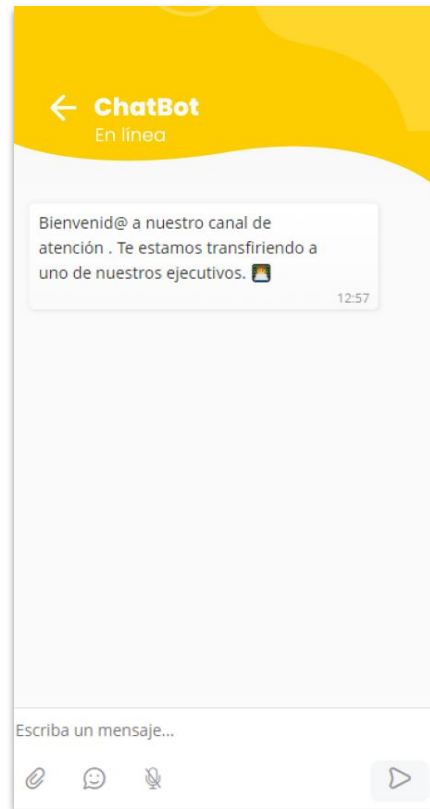 ChatBot
En línea
Bienvenid@ a nuestro canal de
atención . Te estamos transfiriendo a
uno de nuestros ejecutivos.
12:57
Escriba un mensaje...